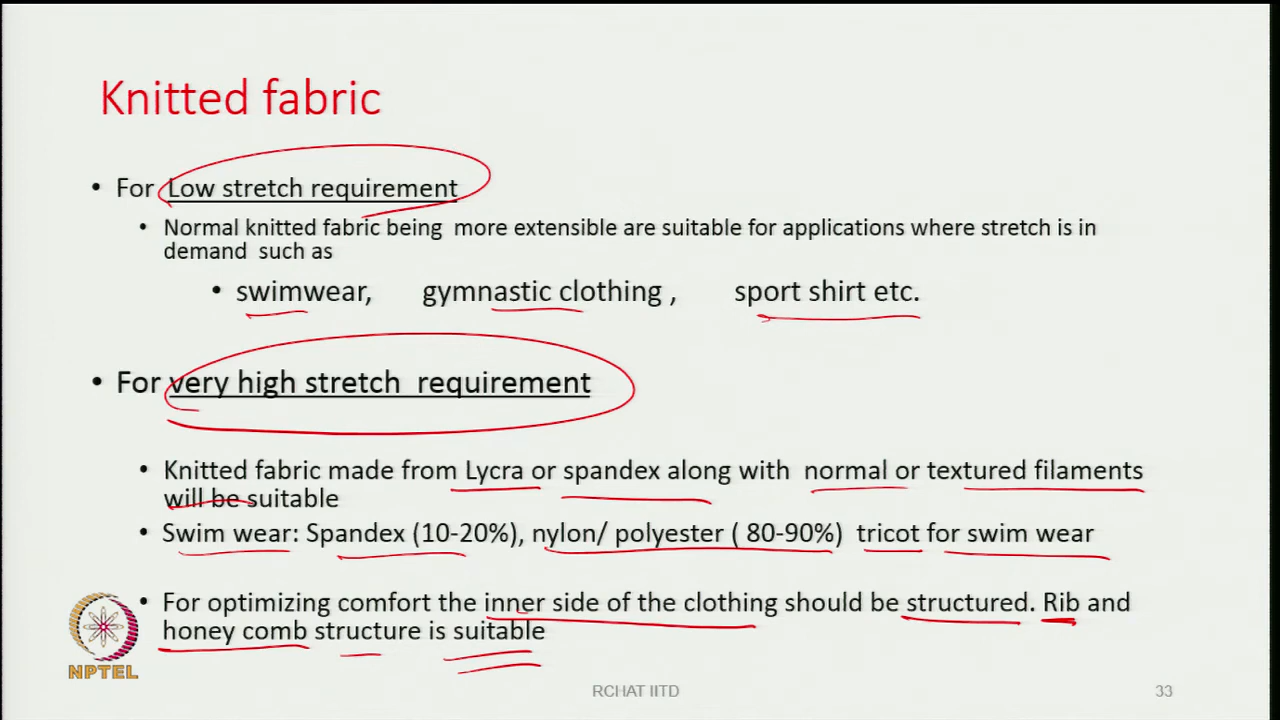 Knitted fabric
• For Low stretch requirement
• Normal knitted fabric being more extensible are suitable for applications where stretch is in
demand such as
• swimwear, gymnastic clothing , sport shirt etc.
• For very high stretch requirement
• Knitted fabric made from Lycra or spandex along with normal or textured filaments
will be suitable
• Swim wear: Spandex (10-20%), nylon/ polyester ( 80-90%) tricot for swim wear
• For optimizing comfort the inner side of the clothing should be structured. Rib and
honey comb structure is suitable
NPTEL
RCHAT IITD 33